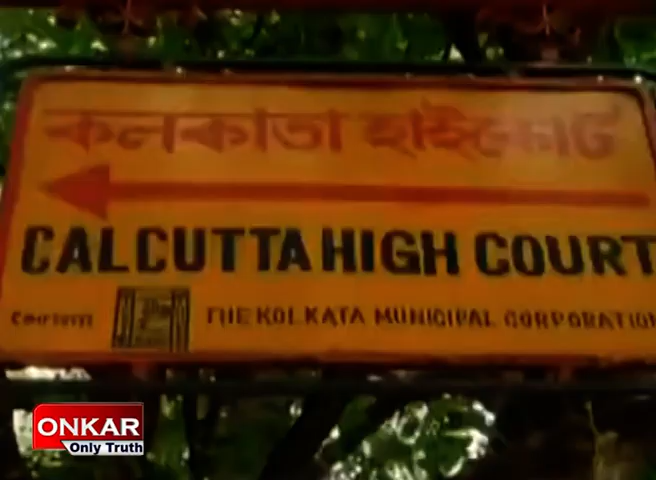 কলকাতা হাইকোর্ট
CALCUTTA HIGH COURT
THE KOLKATA MUNICIPAL CORPORATION
ONKAR
Only Truth